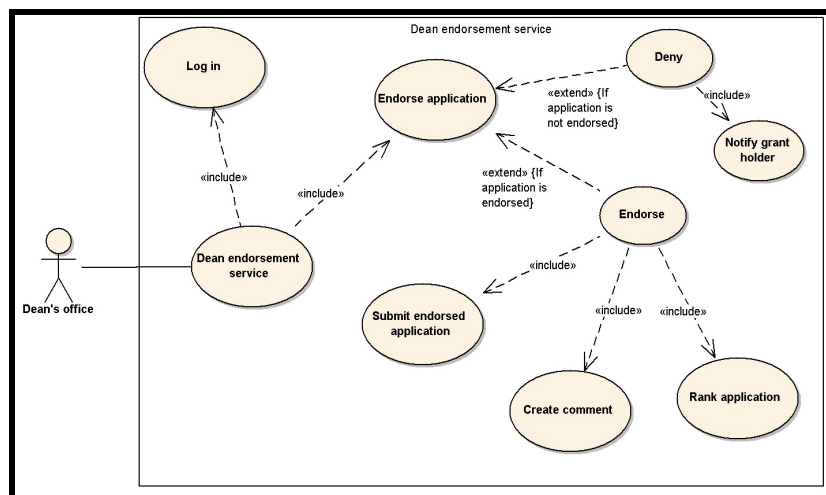 Dean endorsement service
Log in
Endorse application
Deny
«extend» {If
application is
not endorsed}
«include»
Notify grant
holder
«include»
«include»
«extend» {If
application is
endorsed}
Endorse
Dean endorsement
service
Dean's office
«include»
Submit endorsed
application
«include»
«include»
Create comment
Rank application